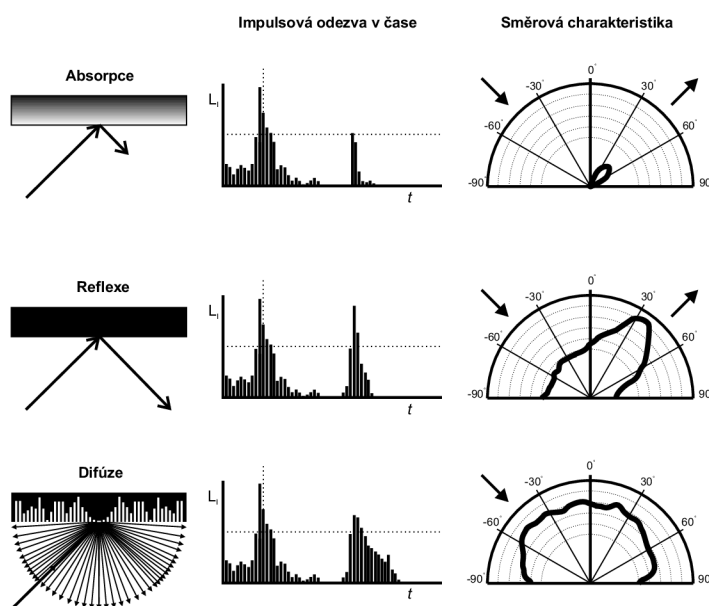 Impulsová odezva v čase
Směrová charakteristika
Absorpce
Li
t
0°
-30°
30°
-60°
60°
-90°
90°
Reflexe
Li
t
0°
-30°
30°
-60°
60°
-90°
90
Difúze
Li
t
0°
-30°
30°
-60°
60°
-90°
90